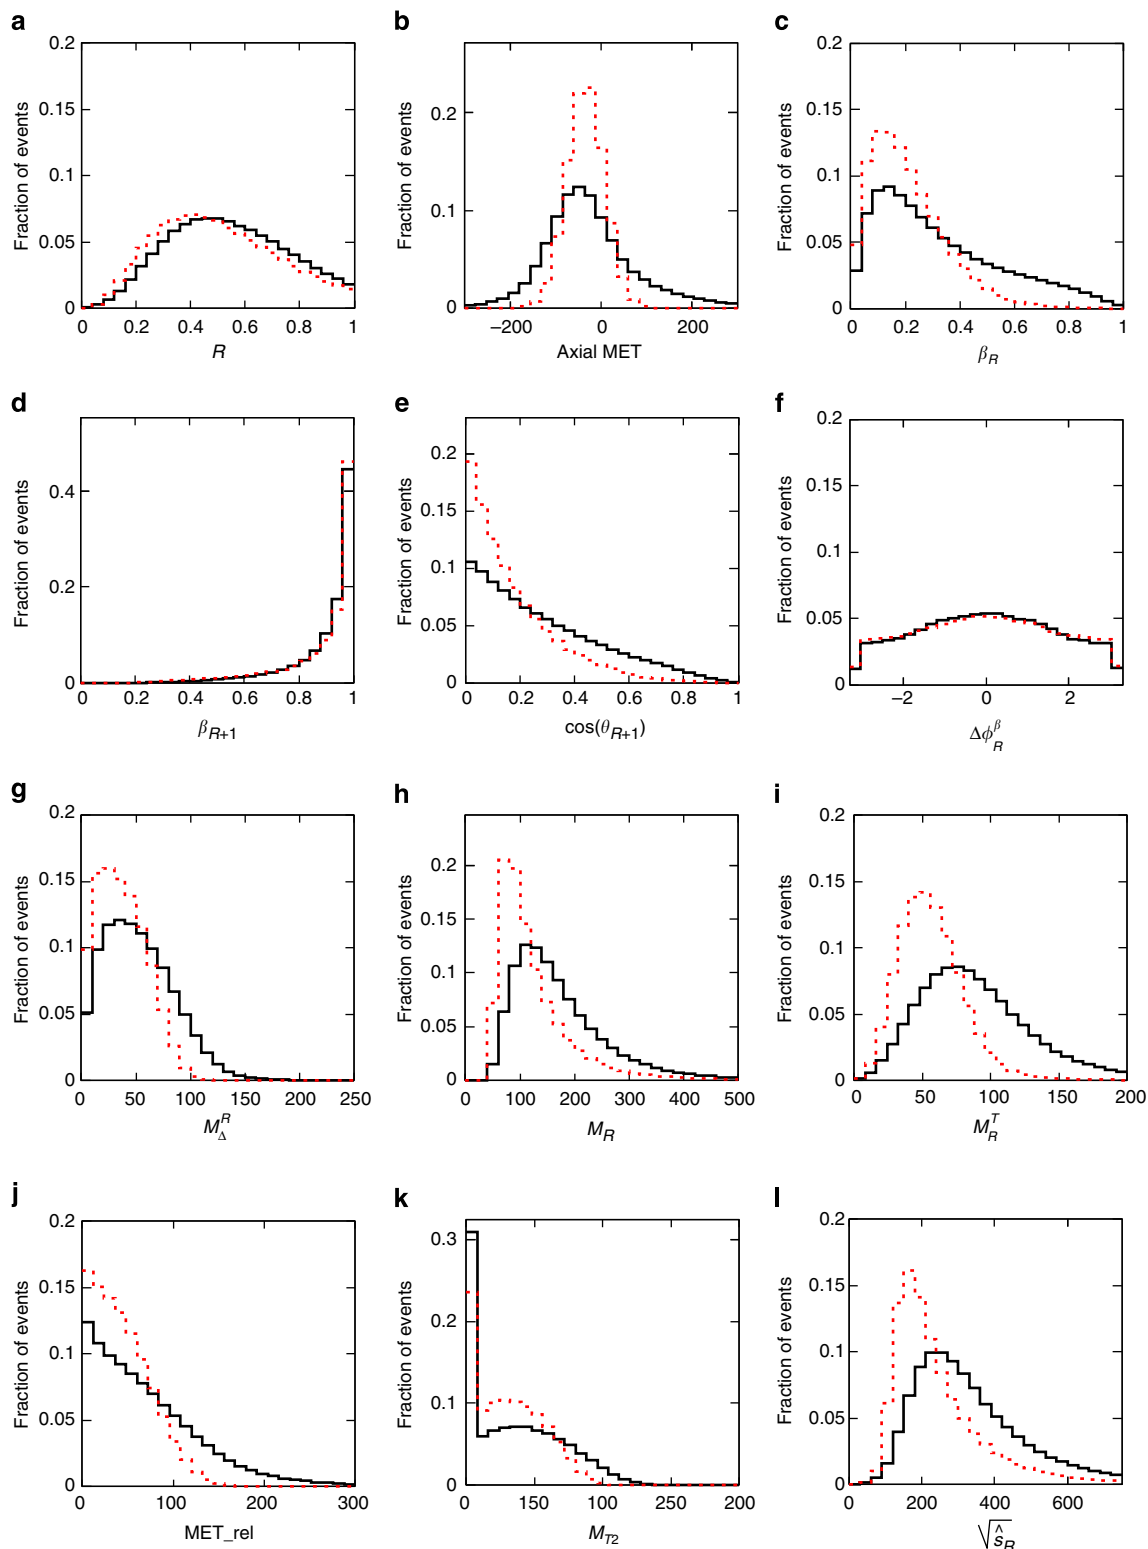 a
0.2
0.15
0.1
0.05
0
Fraction of events
0 0.2 0.4 0.6 0.8 1
R
b
0.2
0.1
0
Fraction of events
−200 0 200
Axial MET
c
0.2
0.15
0.1
0.05
0
Fraction of events
0 0.2 0.4 0.6 0.8 1
β_R
d
0.4
0.2
0
Fraction of events
0 0.2 0.4 0.6 0.8 1
β_{R+1}
e
0.2
0.15
0.1
0.05
0
Fraction of events
0 0.2 0.4 0.6 0.8 1
cos(θ_{R+1})
f
0.2
0.15
0.1
0.05
0
Fraction of events
−2 0 2
Δϕ_R^β
g
0.2
0.15
0.1
0.05
0
Fraction of events
0 50 100 150 200 250
M_Δ^R
h
0.2
0.15
0.1
0.05
0
Fraction of events
0 100 200 300 400 500
M_R
i
0.2
0.15
0.1
0.05
0
Fraction of events
0 50 100 150 200
M_R^T
j
0.2
0.15
0.1
0.05
0
Fraction of events
0 100 200 300
MET_rel
k
0.3
0.2
0.1
0
Fraction of events
0 150 100 250 200
M_{T2}
l
0.2
0.15
0.1
0.05
0
Fraction of events
0 200 400 600
√ŝ_R